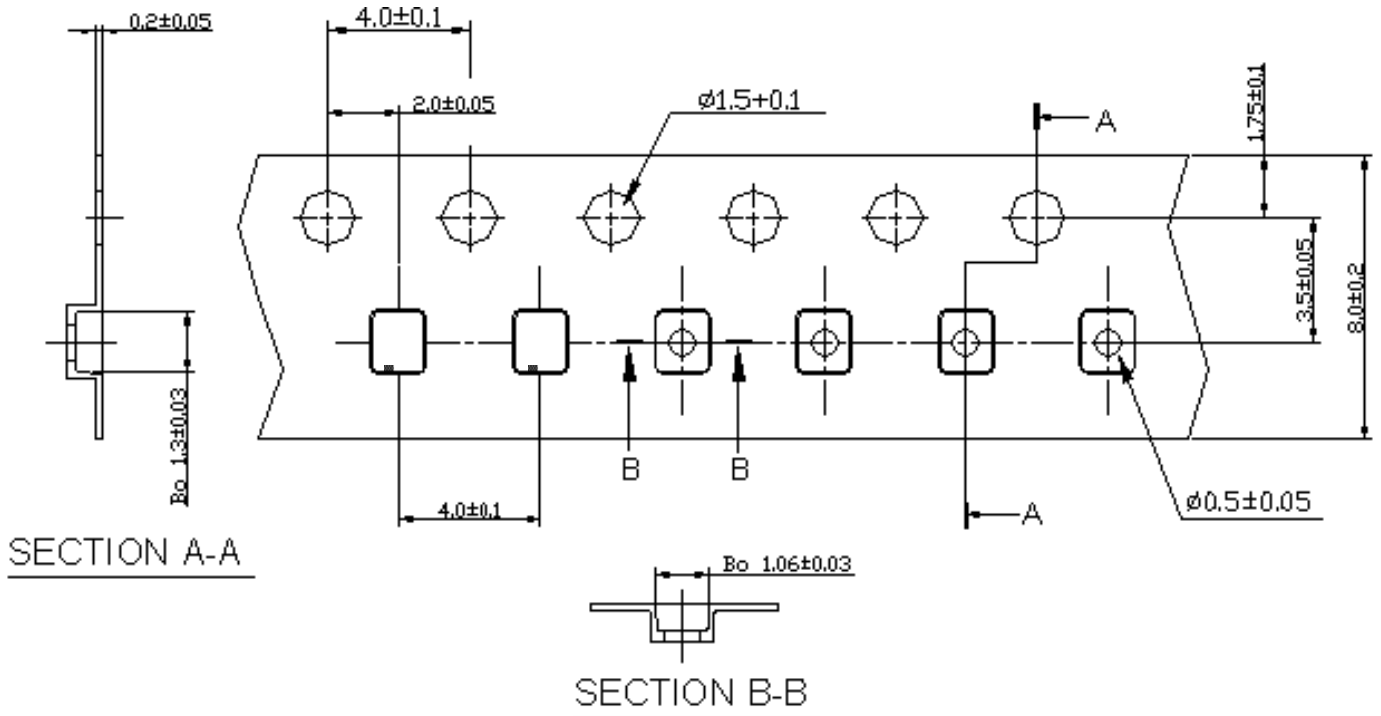 0.2±0.05
4.0±0.1
2.0±0.05
ø1.5+0.1
A
1.75±0.1
3.5±0.05
8.0±0.2
Bo 1.3±0.03
B
B
4.0±0.1
A
ø0.5±0.05
SECTION A-A
Bo 1.06±0.03
SECTION B-B